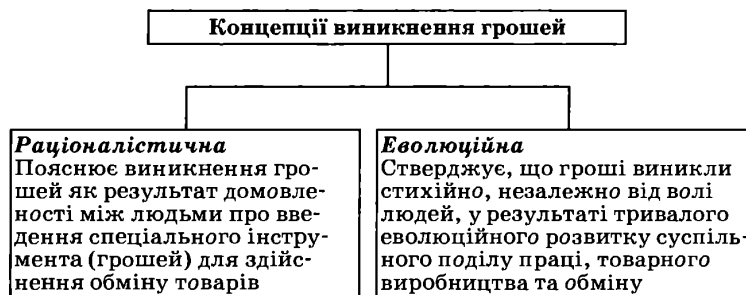 Концепції виникнення грошей
Раціоналістична
Пояснює виникнення гро-
шей як результат домовле-
ності між людьми про вве-
дення спеціального інстру-
мента (грошей) для здійс-
нення обміну товарів
Еволюційна
Стверджує, що гроші виникли
стихійно, незалежно від волі
людей, у результаті тривалого
еволюційного розвитку суспіль-
ного поділу праці, товарного
виробництва та обміну